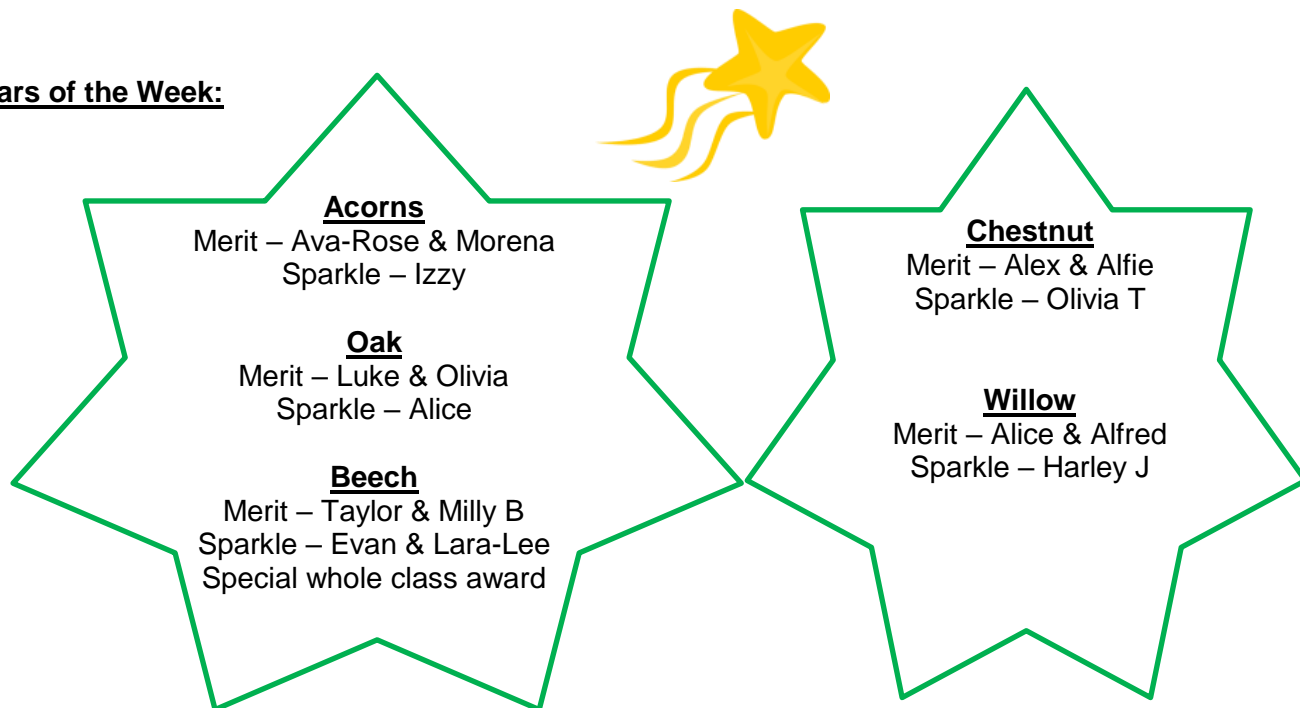 ars of the Week:
Acorns
Merit – Ava-Rose & Morena
Sparkle – Izzy
Oak
Merit – Luke & Olivia
Sparkle – Alice
Beech
Merit – Taylor & Milly B
Sparkle – Evan & Lara-Lee
Special whole class award
Chestnut
Merit – Alex & Alfie
Sparkle – Olivia T
Willow
Merit – Alice & Alfred
Sparkle – Harley J